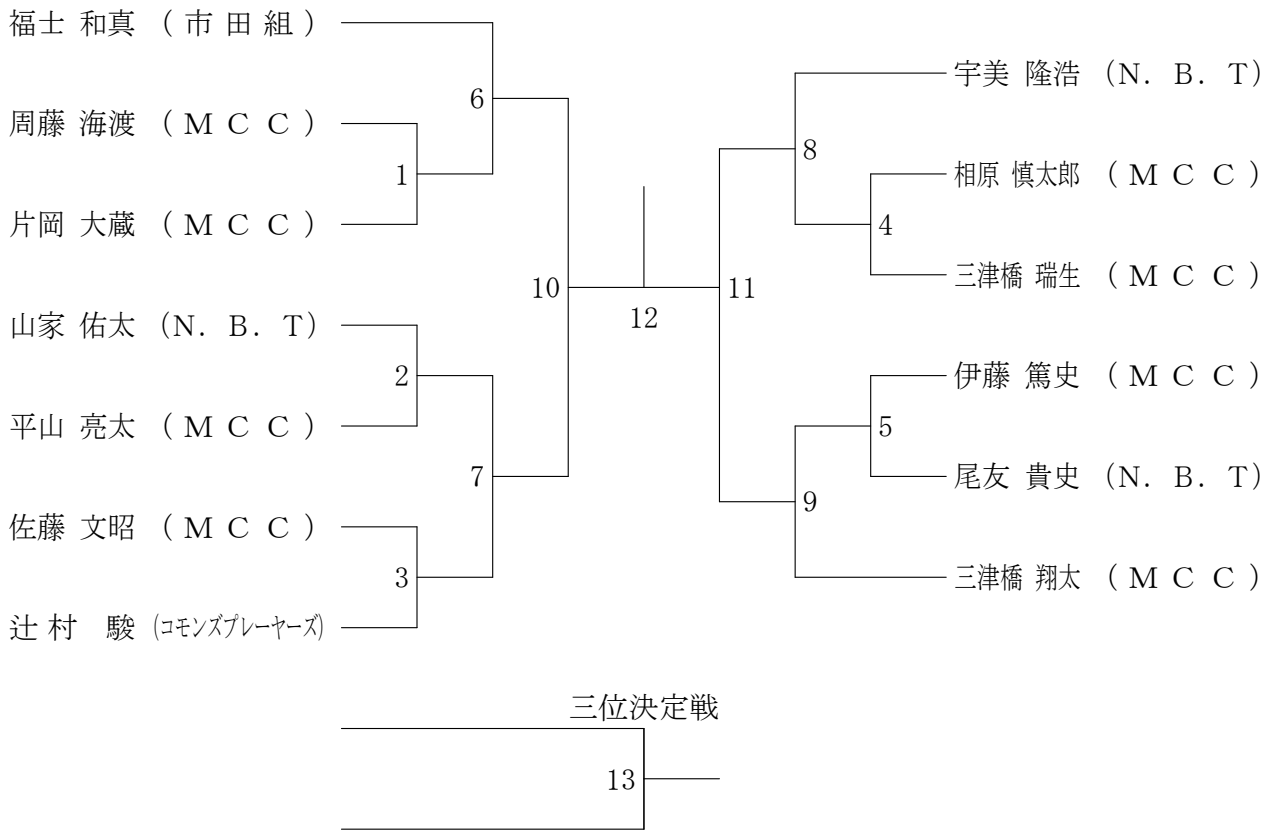 福士 和真 (市田組)
6
周藤 海渡 (MCC)
1
片岡 大蔵 (MCC)
10
山家 佑太 (N.B.T)
2
平山 亮太 (MCC)
7
佐藤 文昭 (MCC)
3
辻村 駿 (コモンズプレーヤーズ)
12
宇美 隆浩 (N.B.T)
8
相原 慎太郎 (MCC)
4
三津橋 瑞生 (MCC)
11
伊藤 篤史 (MCC)
5
尾友 貴史 (N.B.T)
9
三津橋 翔太 (MCC)
三位決定戦
13